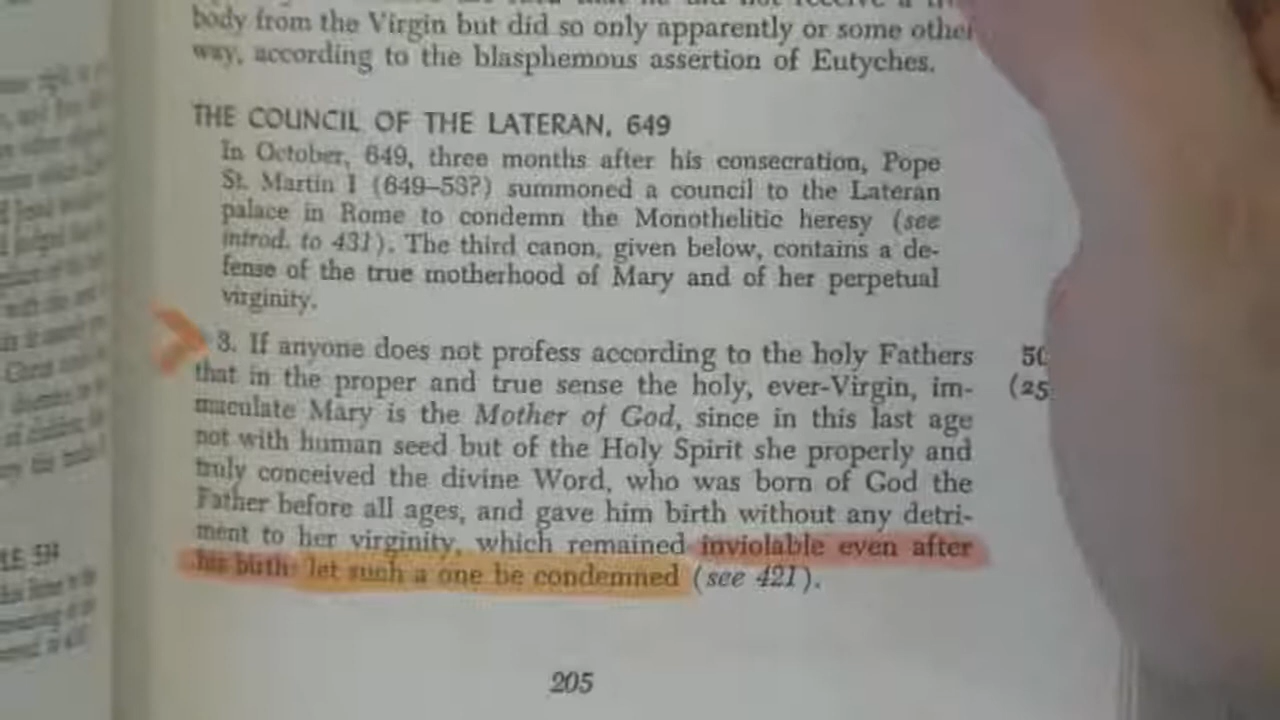 body from the Virgin but did so only apparently or some other
way, according to the blasphemous assertion of Eutyches.
THE COUNCIL OF THE LATERAN, 649
In October, 649, three months after his consecration, Pope
St. Martin I (649–53?) summoned a council to the Lateran
palace in Rome to condemn the Monothelitic heresy (see
introd. to 431). The third canon, given below, contains a de-
fense of the true motherhood of Mary and of her perpetual
virginity.
3. If anyone does not profess according to the holy Fathers 50
that in the proper and true sense the holy, ever-Virgin, im- (25
maculate Mary is the Mother of God, since in this last age
not with human seed but of the Holy Spirit she properly and
truly conceived the divine Word, who was born of God the
Father before all ages, and gave him birth without any detri-
ment to her virginity, which remained inviolable even after
his birth: let such a one be condemned (see 421).
205